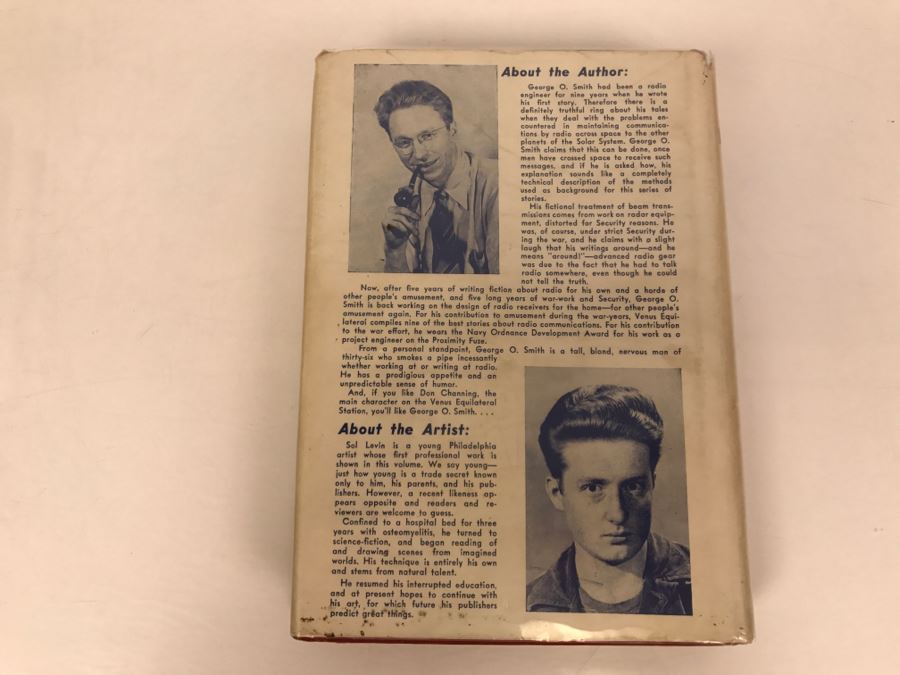 About the Author:
George O. Smith had been a radio
engineer for nine years when he wrote
his first story. Therefore there is a
definitely truthful ring about his tales
when they deal with the problems en-
countered in maintaining communica-
tions by radio across space to the other
planets of the Solar System. George O.
Smith claims that this can be done, once
men have crossed space to receive such
messages, and if he is asked how, his
explanation sounds like a completely
technical description of the methods
used as background for this series of
stories.
His fictional treatment of beam trans-
missions comes from work on radar equip-
ment, distorted for Security reasons. He
was, of course, under strict Security dur-
ing the war, and he claims with a slight
laugh that his writings around—and he
means "around!"—advanced radio gear
was due to the fact that he had to talk
radio somewhere, even though he could
not tell the truth.
Now, after five years of writing fiction about radio for his own and a horde of
other people's amusement, and five long years of war-work and Security, George O.
Smith is back working on the design of radio receivers for the home—for other people's
amusement again. For his contribution to amusement during the war-years, Venus Equi-
lateral compiles nine of the best stories about radio communications. For his contribution
to the war effort, he wears the Navy Ordnance Development Award for his work as a
project engineer on the Proximity Fuze.
From a personal standpoint, George O. Smith is a tall, blond, nervous man of
thirty-six who smokes a pipe incessantly
whether working at or writing at radio.
He has a prodigious appetite and an
unpredictable sense of humor.
And, if you like Don Channing, the
main character on the Venus Equilateral
Station, you'll like George O. Smith. . . .
About the Artist:
Sol Levin is a young Philadelphia
artist whose first professional work is
shown in this volume. We say young—
just how young is a trade secret known
only to him, his parents, and his pub-
lishers. However, a recent likeness ap-
pears opposite and readers and re-
viewers are welcome to guess.
Confined to a hospital bed for three
years with osteomyelitis, he turned to
science-fiction, and began reading of
and drawing scenes from imagined
worlds. His technique is entirely his own
and stems from natural talent.
He resumed his interrupted education,
and at present hopes to continue with
his art, for which future his publishers
predict great things.